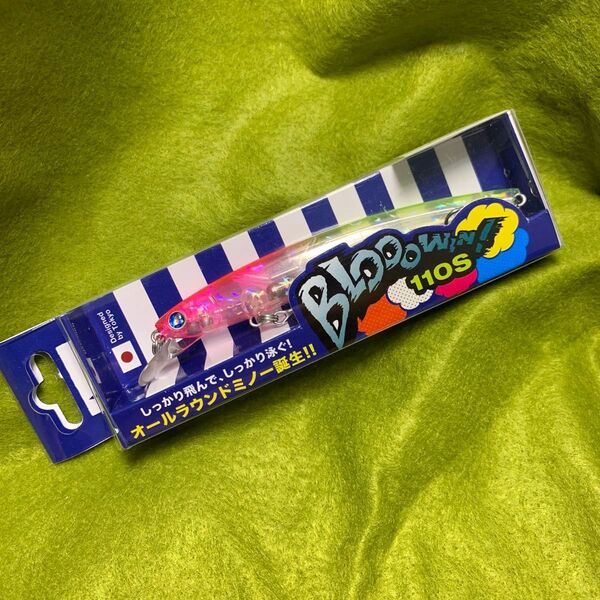 BLOOOWIN!
110S
Designed
by Tokyo
しっかり飛んで、しっかり泳ぐ!
オールラウンドミノー誕生!!